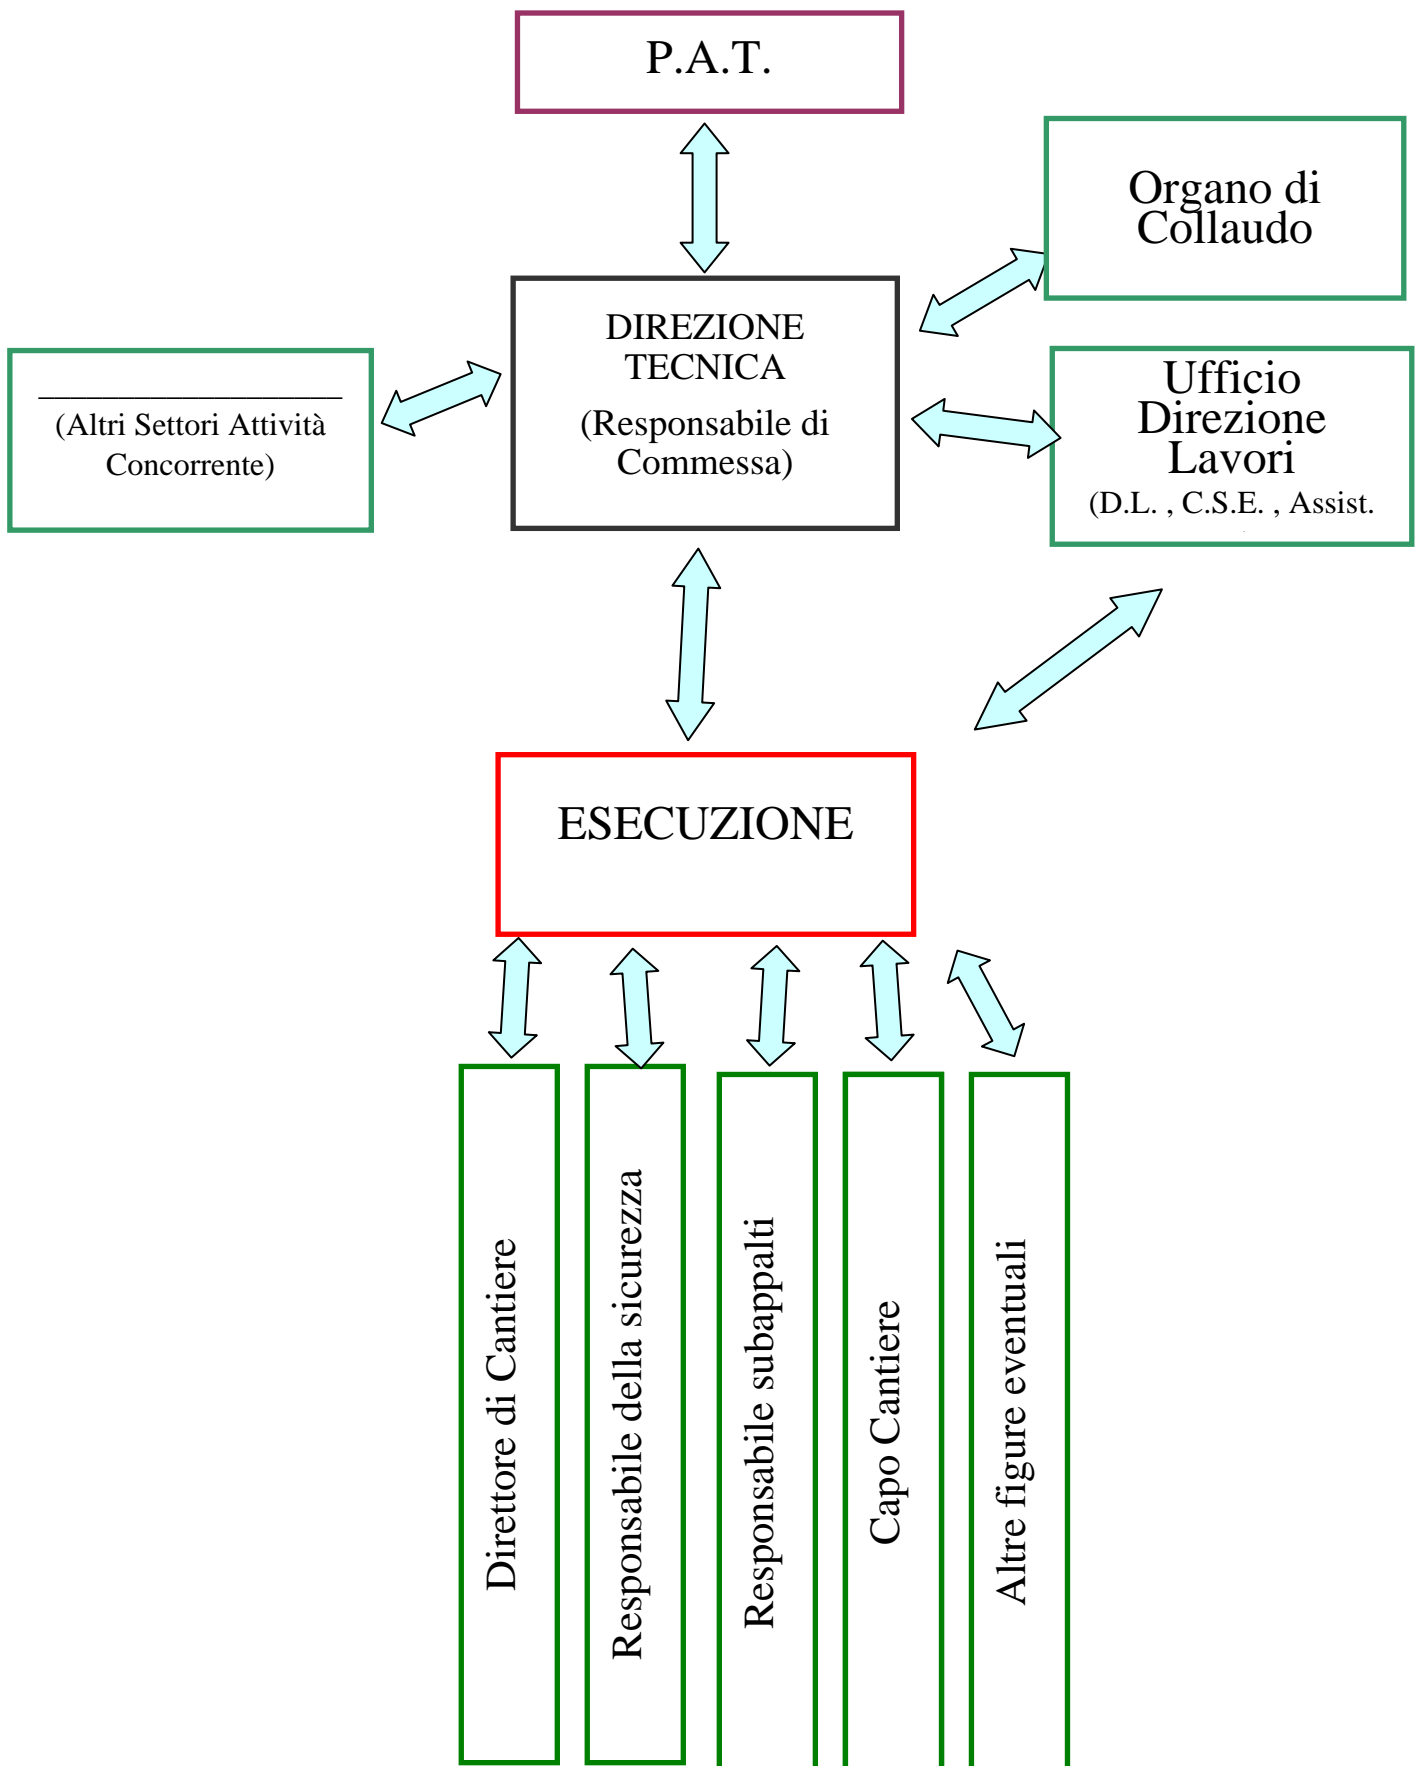 P.A.T.
Organo di
Collaudo
DIREZIONE
TECNICA
(Responsabile di
Commessa)
___________________
(Altri Settori Attività
Concorrente)
Ufficio
Direzione
Lavori
(D.L. , C.S.E. , Assist.
ESECUZIONE
Direttore di Cantiere
Responsabile della sicurezza
Responsabile subappalti
Capo Cantiere
Altre figure eventuali